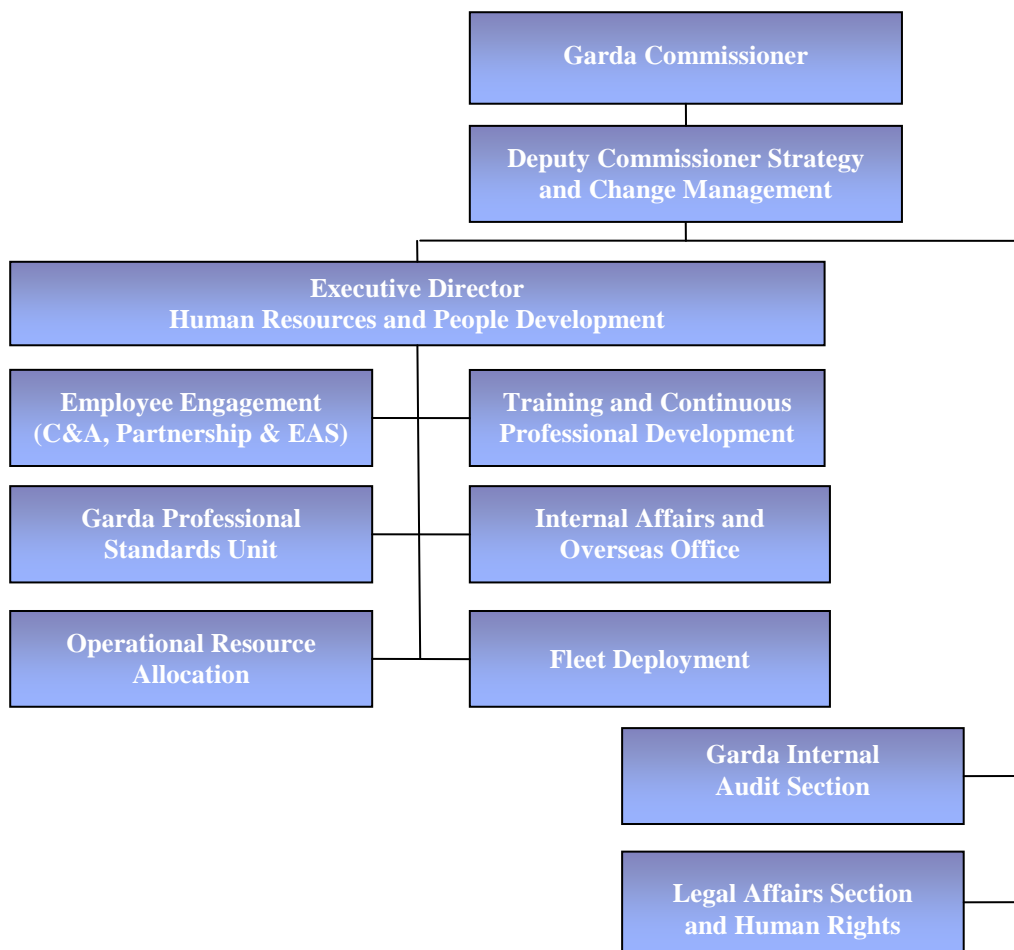 Garda Commissioner
Deputy Commissioner Strategy
and Change Management
Executive Director
Human Resources and People Development
Employee Engagement
(C&A, Partnership & EAS)
Training and Continuous
Professional Development
Garda Professional
Standards Unit
Internal Affairs and
Overseas Office
Operational Resource
Allocation
Fleet Deployment
Garda Internal
Audit Section
Legal Affairs Section
and Human Rights